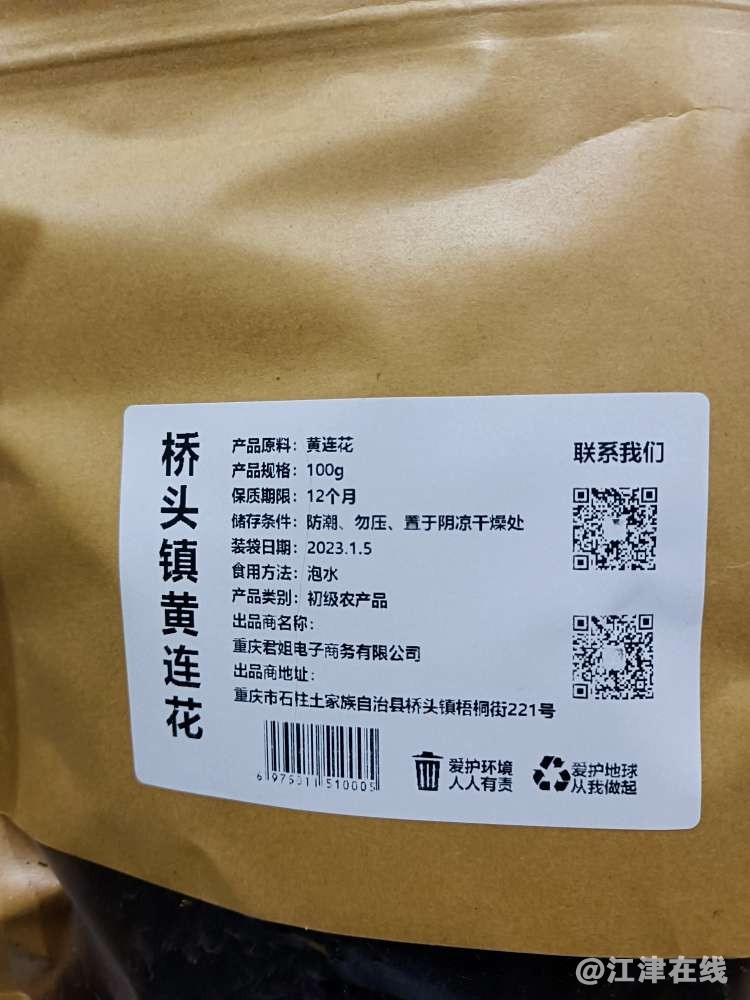 桥头镇黄连花
产品原料：黄连花
产品规格：100g
保质期限：12个月
储存条件：防潮、勿压、置于阴凉干燥处
装袋日期：2023.1.5
食用方法：泡水
产品类别：初级农产品
出品商名称：
重庆君姐电子商务有限公司
出品商地址：
重庆市石柱土家族自治县桥头镇梧桐街221号
联系我们
6 975311 510005
爱护环境
人人有责
爱护地球
从我做起
@江津在线